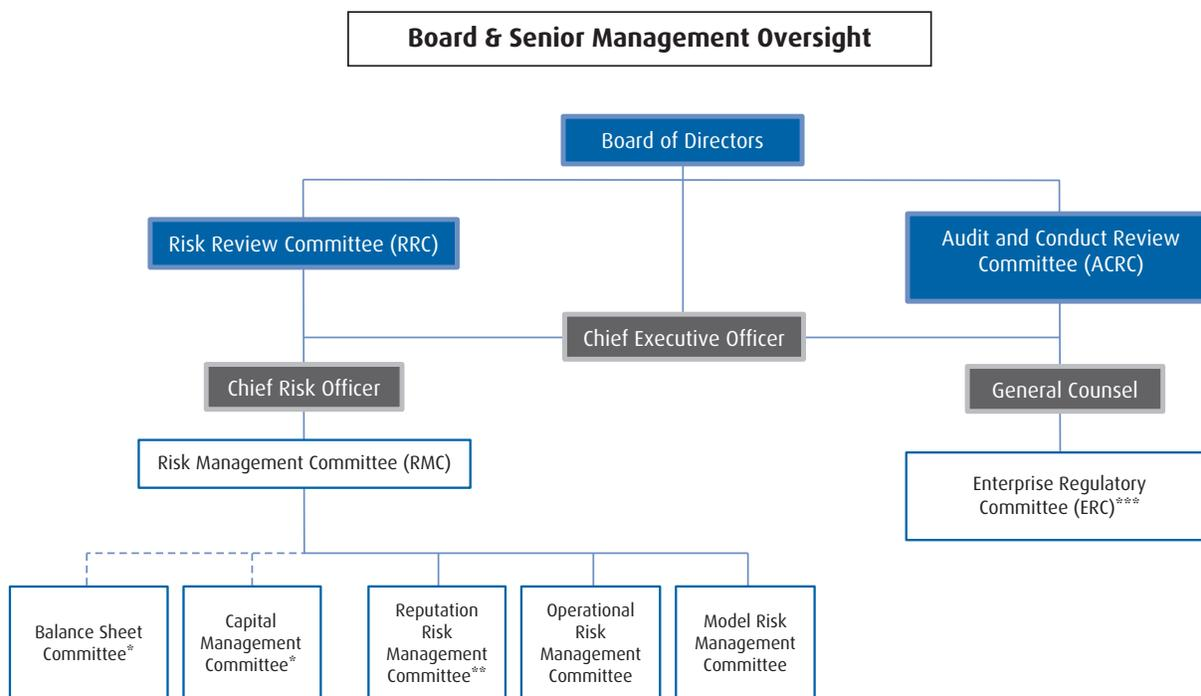 Board & Senior Management Oversight
Board of Directors
Risk Review Committee (RRC)
Audit and Conduct Review
Committee (ACRC)
Chief Executive Officer
Chief Risk Officer
General Counsel
Risk Management Committee (RMC)
Enterprise Regulatory
Committee (ERC)***
Balance Sheet
Committee*
Capital
Management
Committee*
Reputation
Risk
Management
Committee**
Operational
Risk
Management
Committee
Model Risk
Management
Committee